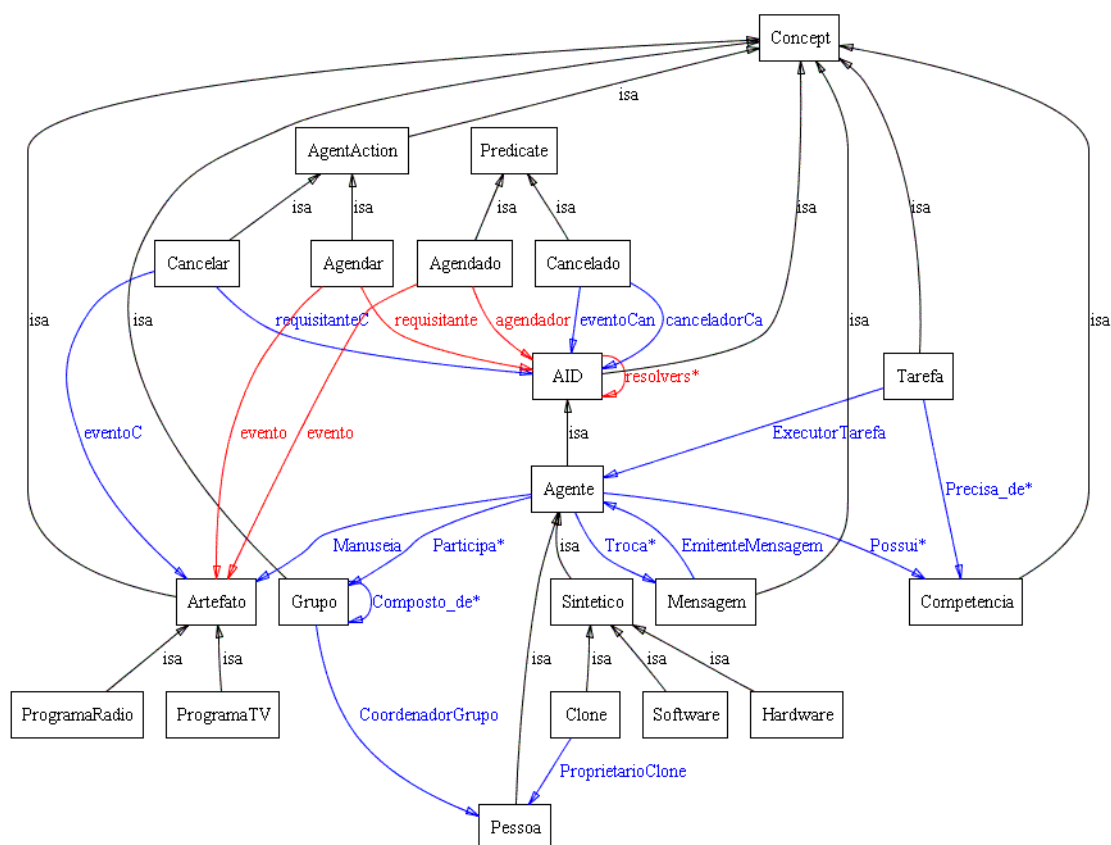 Concept
isa
AgentAction
Predicate
isa
isa
isa
isa
Cancelar
Agendar
Agendado
Cancelado
isa
isa
isa
requisitanteC
requisitante
agendador
eventoCan
canceladorCa
isa
isa
AID
resolvers*
Tarefa
eventoC
evento
evento
isa
ExecutorTarefa
Agente
Precisa_de*
Manuseia
Participa*
isa
Troca*
EmitenteMensagem
Possui*
Artefato
Grupo
Composto_de*
Sintetico
Mensagem
Competencia
isa
isa
isa
isa
isa
isa
ProgramaRadio
ProgramaTV
CoordenadorGrupo
Clone
Software
Hardware
ProprietarioClone
Pessoa